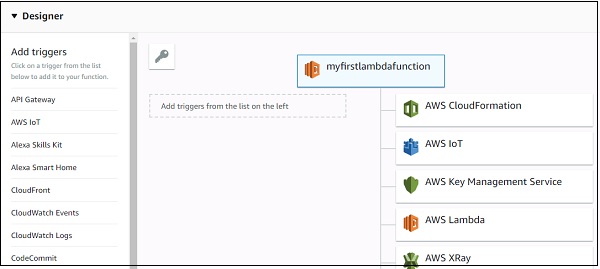 Designer
Add triggers
Click on a trigger from the list
below to add it to your function.
API Gateway
AWS IoT
Alexa Skills Kit
Alexa Smart Home
CloudFront
CloudWatch Events
CloudWatch Logs
CodeCommit
myfirstlambdafunction
Add triggers from the list on the left
AWS CloudFormation
AWS IoT
AWS Key Management Service
AWS Lambda
AWS XRay